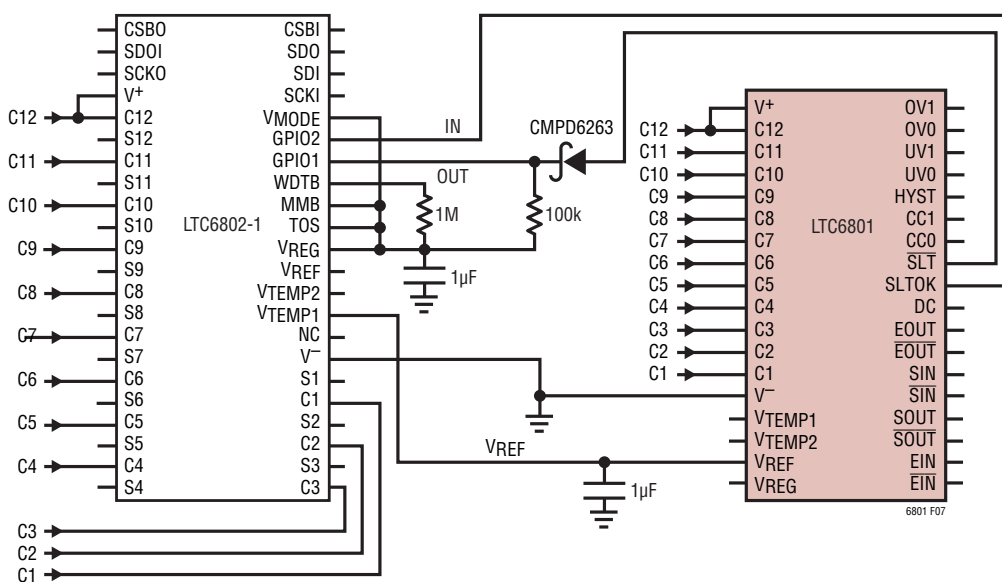 CSBO
SDOI
SCKO
V+
C12
S12
C11
S11
C10
S10
C9
S9
C8
S8
C7
S7
C6
S6
C5
S5
C4
S4
C12
C11
C10
C9
C8
C7
C6
C5
C4
C3
C2
C1
LTC6802-1
CSBI
SDO
SDI
SCKI
VMODE
GPIO2
GPIO1
WDTB
MMB
TOS
VREG
VREF
VTEMP2
VTEMP1
NC
V–
S1
C1
S2
C2
S3
C3
IN
OUT
1M
100k
1µF
CMPD6263
VREF
1µF
C12
C11
C10
C9
C8
C7
C6
C5
C4
C3
C2
C1
V+
C12
C11
C10
C9
C8
C7
C6
C5
C4
C3
C2
C1
V–
VTEMP1
VTEMP2
VREF
VREG
LTC6801
OV1
OV0
UV1
UV0
HYST
CC1
CC0
SLT
SLTOK
DC
EOUT
EOUT
SIN
SIN
SOUT
SOUT
EIN
EIN
6801 F07